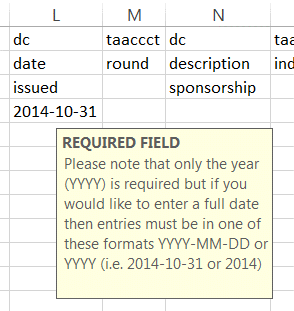 L M N
dc taaccct dc taa
date round description ind
issued sponsorship
2014-10-31
REQUIRED FIELD
Please note that only the year
(YYYY) is required but if you
would like to enter a full date
then entries must be in one of
these formats YYYY-MM-DD or
YYYY (i.e. 2014-10-31 or 2014)